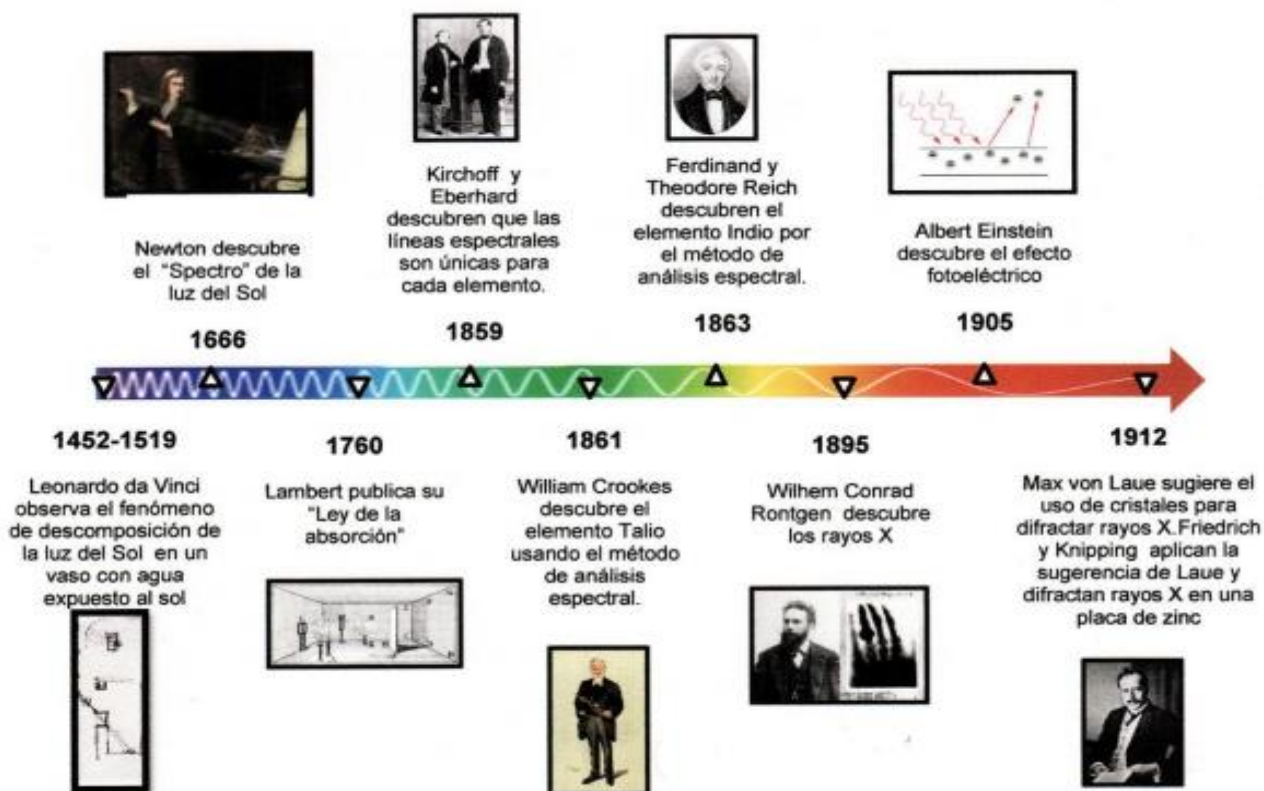 Newton descubre
el "Spectro" de la
luz del Sol
1666
Kirchoff y
Eberhard
descubren que las
líneas espectrales
son únicas para
cada elemento.
1859
Ferdinand y
Theodore Reich
descubren el
elemento Indio por
el método de
análisis espectral.
1863
Albert Einstein
descubre el efecto
fotoeléctrico
1905
1452-1519
Leonardo da Vinci
observa el fenómeno
de descomposición de
la luz del Sol en un
vaso con agua
expuesto al sol
1760
Lambert publica su
"Ley de la
absorción"
1861
William Crookes
descubre el
elemento Talio
usando el método
de análisis
espectral.
1895
Wilhem Conrad
Rontgen descubre
los rayos X
1912
Max von Laue sugiere el
uso de cristales para
difractar rayos X.Friedrich
y Knipping aplican la
sugerencia de Laue y
difractan rayos X en una
placa de zinc